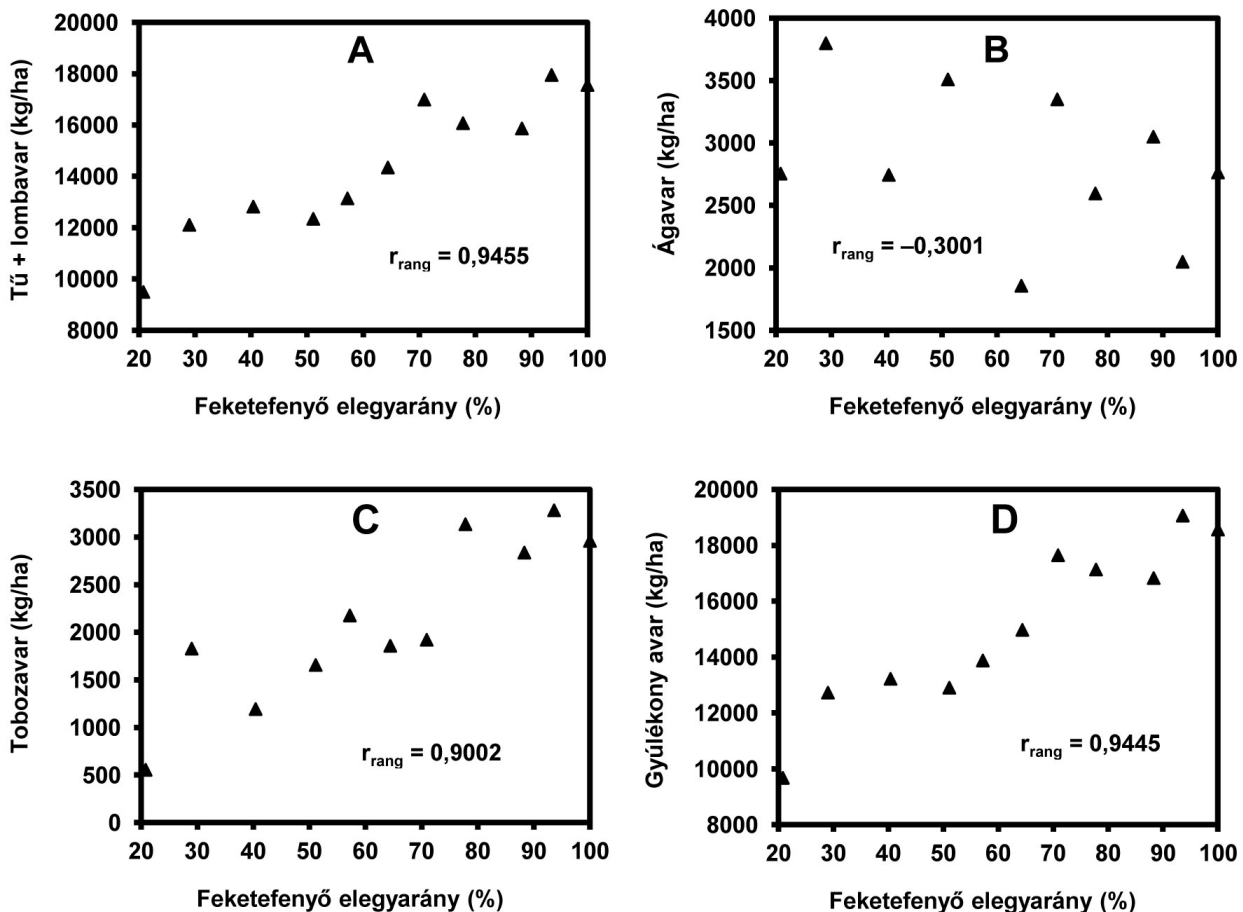 A
Tű + lombavar (kg/ha)
20000
18000
16000
14000
12000
10000
8000
r_rang = 0,9455
20 30 40 50 60 70 80 90 100
Feketefenyő elegyarány (%)
B
Ágavar (kg/ha)
4000
3500
3000
2500
2000
1500
r_rang = –0,3001
20 30 40 50 60 70 80 90 100
Feketefenyő elegyarány (%)
C
Tobozavar (kg/ha)
3500
3000
2500
2000
1500
1000
500
0
r_rang = 0,9002
20 30 40 50 60 70 80 90 100
Feketefenyő elegyarány (%)
D
Gyúlékony avar (kg/ha)
20000
18000
16000
14000
12000
10000
8000
r_rang = 0,9445
20 30 40 50 60 70 80 90 100
Feketefenyő elegyarány (%)